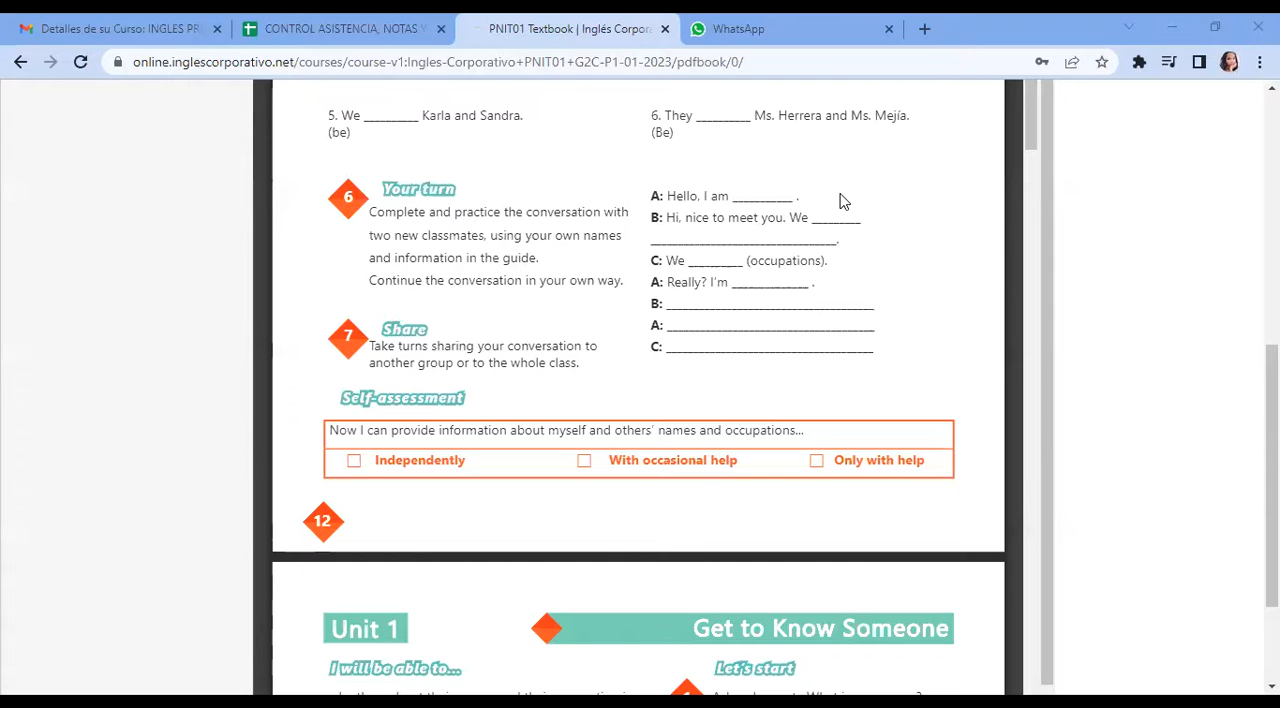 Detalles de su Curso: INGLES PR
CONTROL ASISTENCIA, NOTAS Y
PNIT01 Textbook | Inglés Corpor
WhatsApp
online.inglescorporativo.net/courses/course-v1:Ingles-Corporativo+PNIT01+G2C-P1-01-2023/pdfbook/0/
5. We _________ Karla and Sandra.
(be)
6. They _________ Ms. Herrera and Ms. Mejía.
(Be)
6 Your turn
Complete and practice the conversation with
two new classmates, using your own names
and information in the guide.
Continue the conversation in your own way.
7 Share
Take turns sharing your conversation to
another group or to the whole class.
A: Hello, I am __________ .
B: Hi, nice to meet you. We ________
______________________________.
C: We _________ (occupations).
A: Really? I'm _____________ .
B: __________________________________
A: __________________________________
C: __________________________________
Self-assessment
Now I can provide information about myself and others' names and occupations...
Independently
With occasional help
Only with help
12
Unit 1
Get to Know Someone
I will be able to...
Let's start